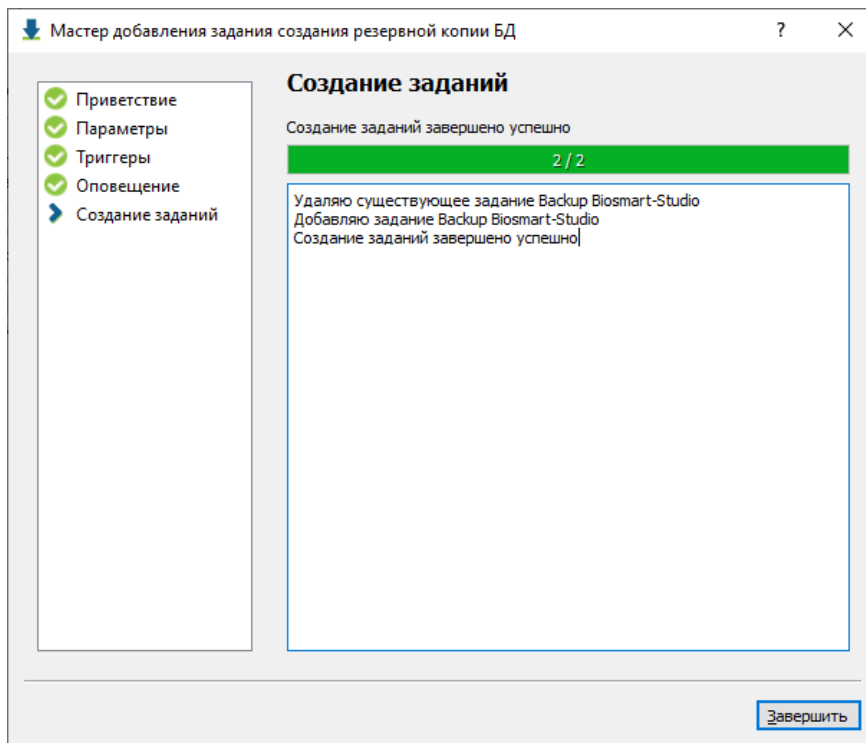 Мастер добавления задания создания резервной копии БД
?
Приветствие
Параметры
Триггеры
Оповещение
Создание заданий
Создание заданий
Создание заданий завершено успешно
2 / 2
Удаляю существующее задание Backup Biosmart-Studio
Добавляю задание Backup Biosmart-Studio
Создание заданий завершено успешно
Завершить